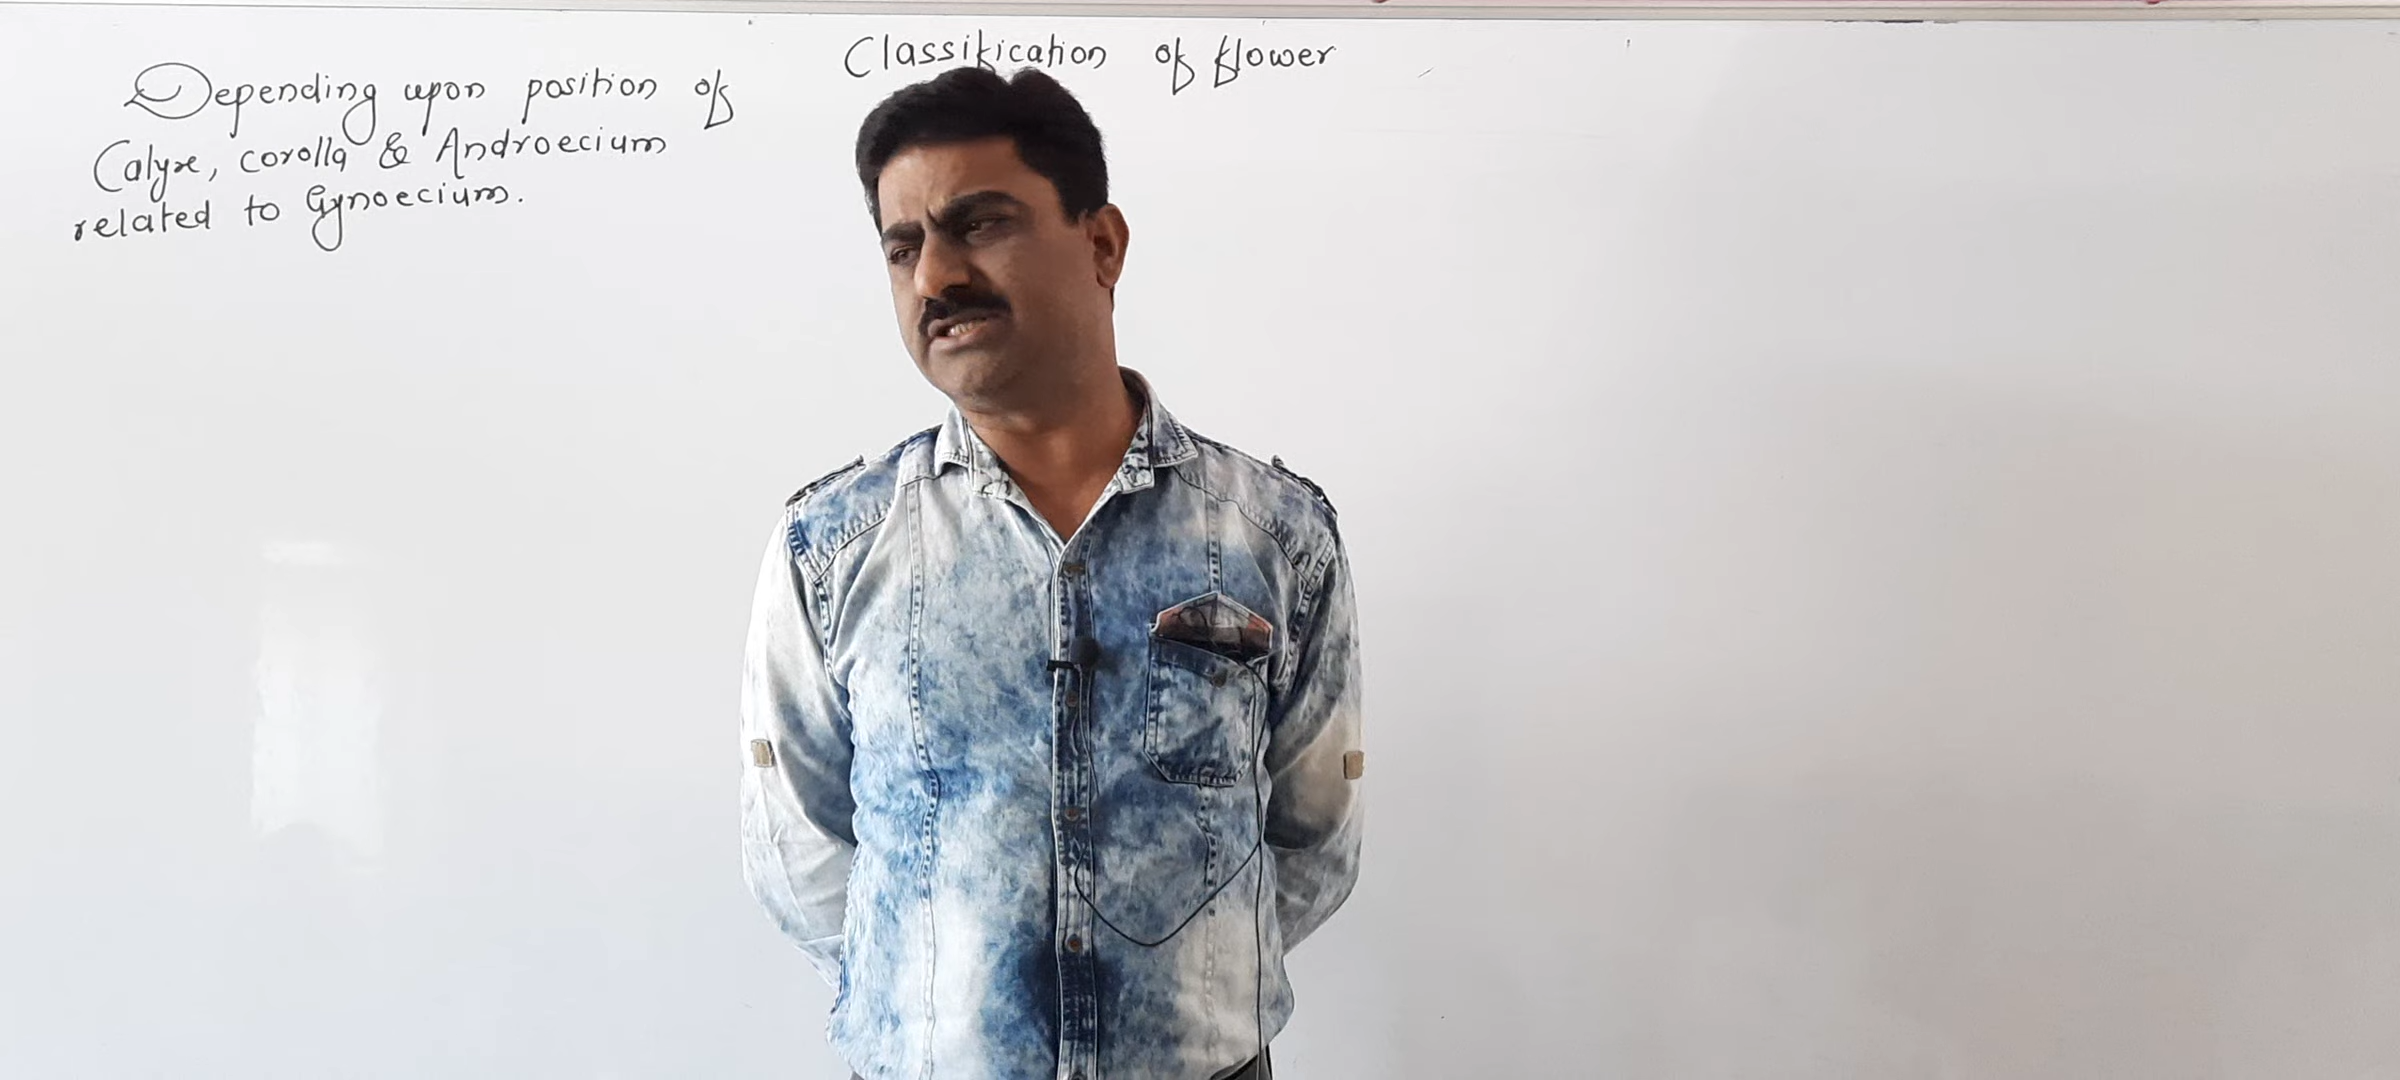 Classification of flower
Depending upon position of
Calyx, corolla & Androecium
related to Gynoecium.